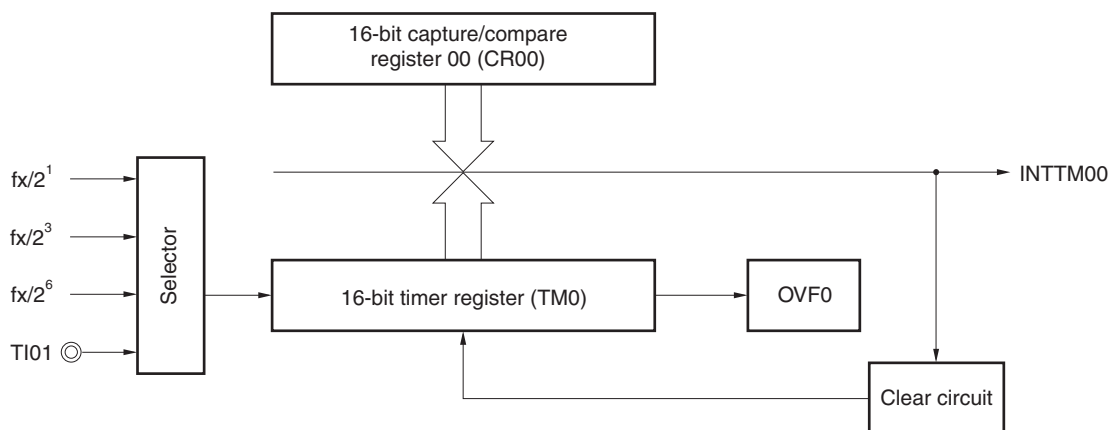 16-bit capture/compare
register 00 (CR00)
fx/2¹
fx/2³
fx/2⁶
TI01
Selector
INTTM00
16-bit timer register (TM0)
OVF0
Clear circuit